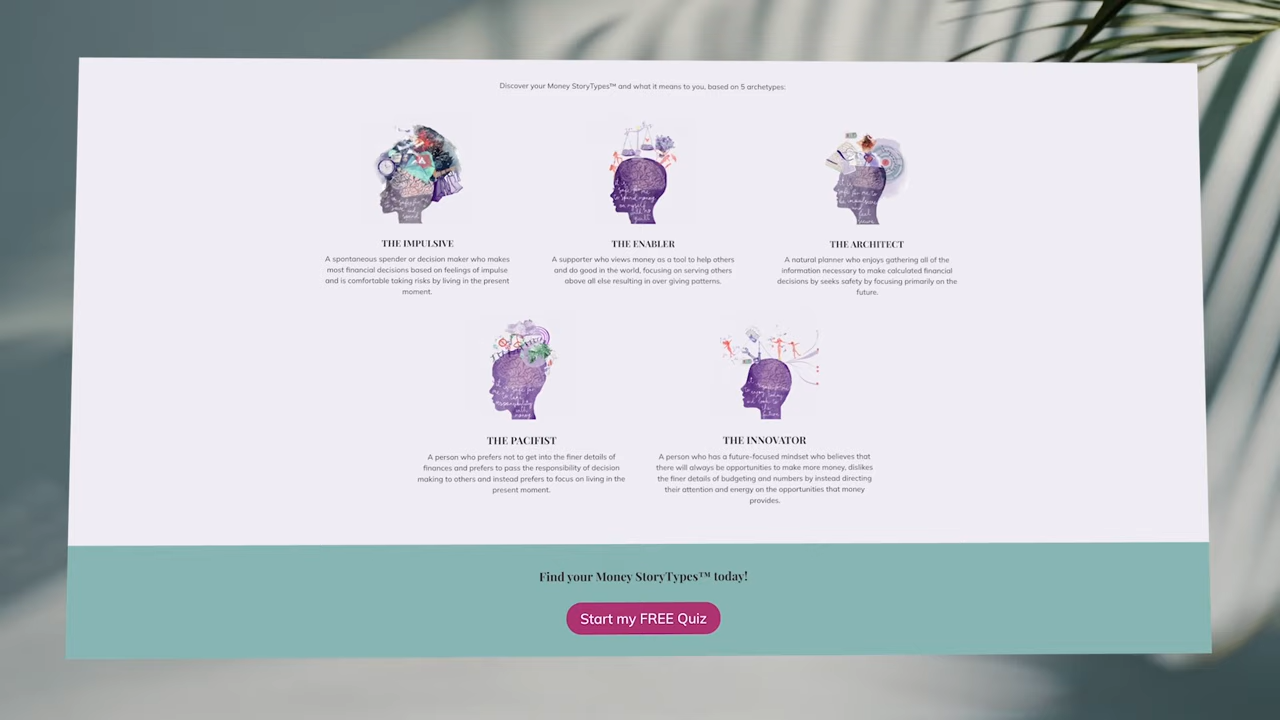 Discover your Money StoryTypes™ and what it means to you, based on 5 archetypes:
THE IMPULSIVE
A spontaneous spender or decision maker who makes
most financial decisions based on feelings of impulse
and is comfortable taking risks by living in the present
moment.
THE ENABLER
A supporter who views money as a tool to help others
and do good in the world, focusing on serving others
above all else resulting in over giving patterns.
THE ARCHITECT
A natural planner who enjoys gathering all of the
information necessary to make calculated financial
decisions by seeks safety by focusing primarily on the
future.
THE PACIFIST
A person who prefers not to get into the finer details of
finances and prefers to pass the responsibility of decision
making to others and instead prefers to focus on living in the
present moment.
THE INNOVATOR
A person who has a future-focused mindset who believes that
there will always be opportunities to make more money, dislikes
the finer details of budgeting and numbers by instead directing
their attention and energy on the opportunities that money
provides.
Find your Money StoryTypes™ today!
Start my FREE Quiz